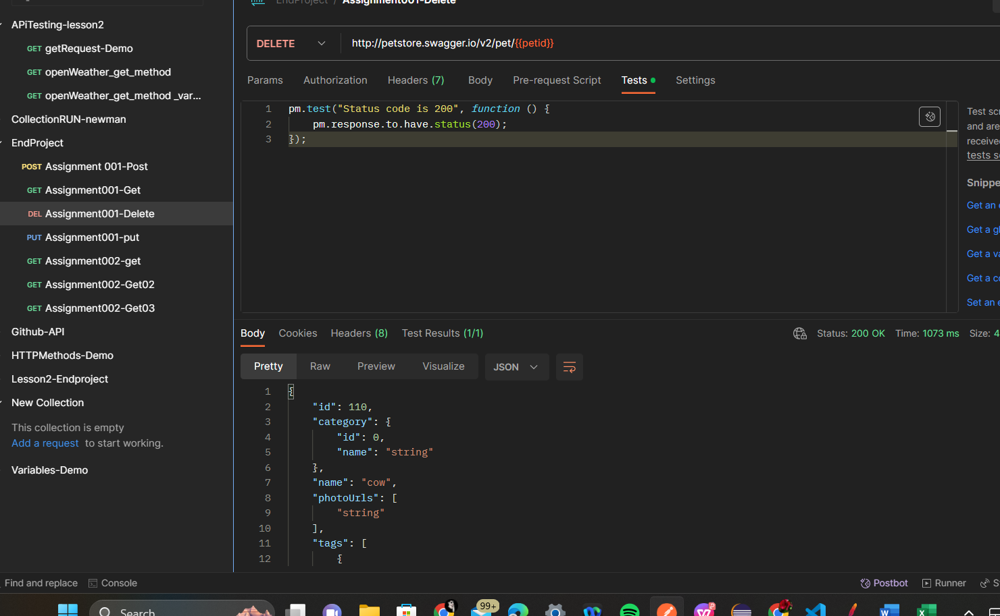 EndProject / Assignment001-Delete
APiTesting-lesson2
GET getRequest-Demo
GET openWeather_get_method
GET openWeather_get_method _var...
CollectionRUN-newman
EndProject
POST Assignment 001-Post
GET Assignment001-Get
DEL Assignment001-Delete
PUT Assignment001-put
GET Assignment002-get
GET Assignment002-Get02
GET Assignment002-Get03
Github-API
HTTPMethods-Demo
Lesson2-Endproject
New Collection
This collection is empty
Add a request to start working.
Variables-Demo
DELETE http://petstore.swagger.io/v2/pet/{{petid}}
Params Authorization Headers (7) Body Pre-request Script Tests Settings
1 pm.test("Status code is 200", function () {
2 pm.response.to.have.status(200);
3 });
Test scr
and are
receive
tests s
Snippe
Get an
Get a gl
Get a va
Get a co
Set an e
Body Cookies Headers (8) Test Results (1/1) Status: 200 OK Time: 1073 ms Size: 4
Pretty Raw Preview Visualize JSON
1 {
2 "id": 110,
3 "category": {
4 "id": 0,
5 "name": "string"
6 },
7 "name": "cow",
8 "photoUrls": [
9 "string"
10 ],
11 "tags": [
12 {
Find and replace Console Postbot Runner S
Search 99+